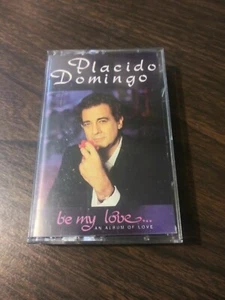 Placido
Domingo
be my love...
AN ALBUM OF LOVE